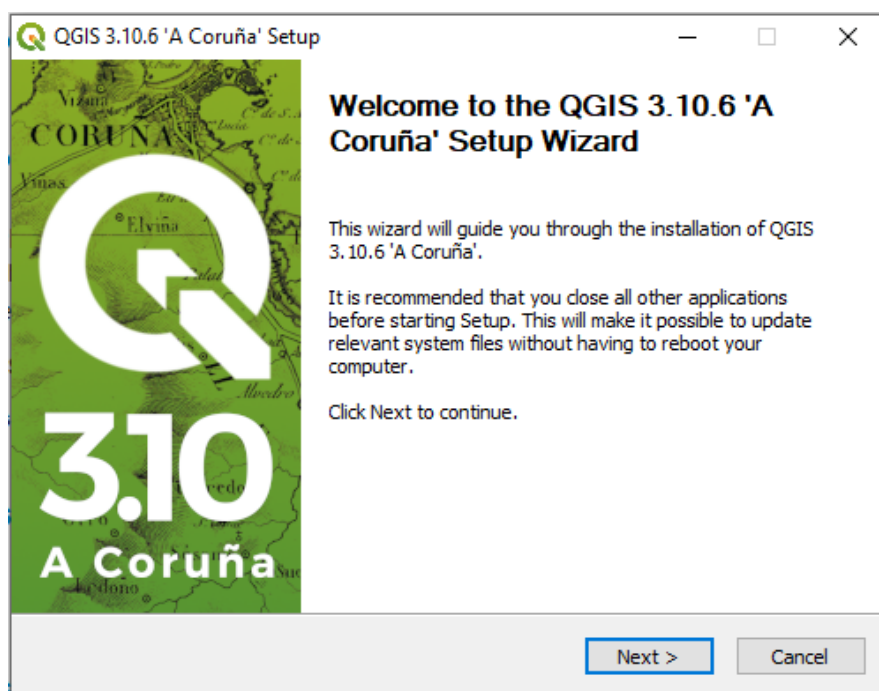 QGIS 3.10.6 'A Coruña' Setup
Welcome to the QGIS 3.10.6 'A
Coruña' Setup Wizard
This wizard will guide you through the installation of QGIS
3.10.6 'A Coruña'.
It is recommended that you close all other applications
before starting Setup. This will make it possible to update
relevant system files without having to reboot your
computer.
Click Next to continue.
CORUNA
Elviña
Alvedro
3.10
A Coruña
Next >
Cancel